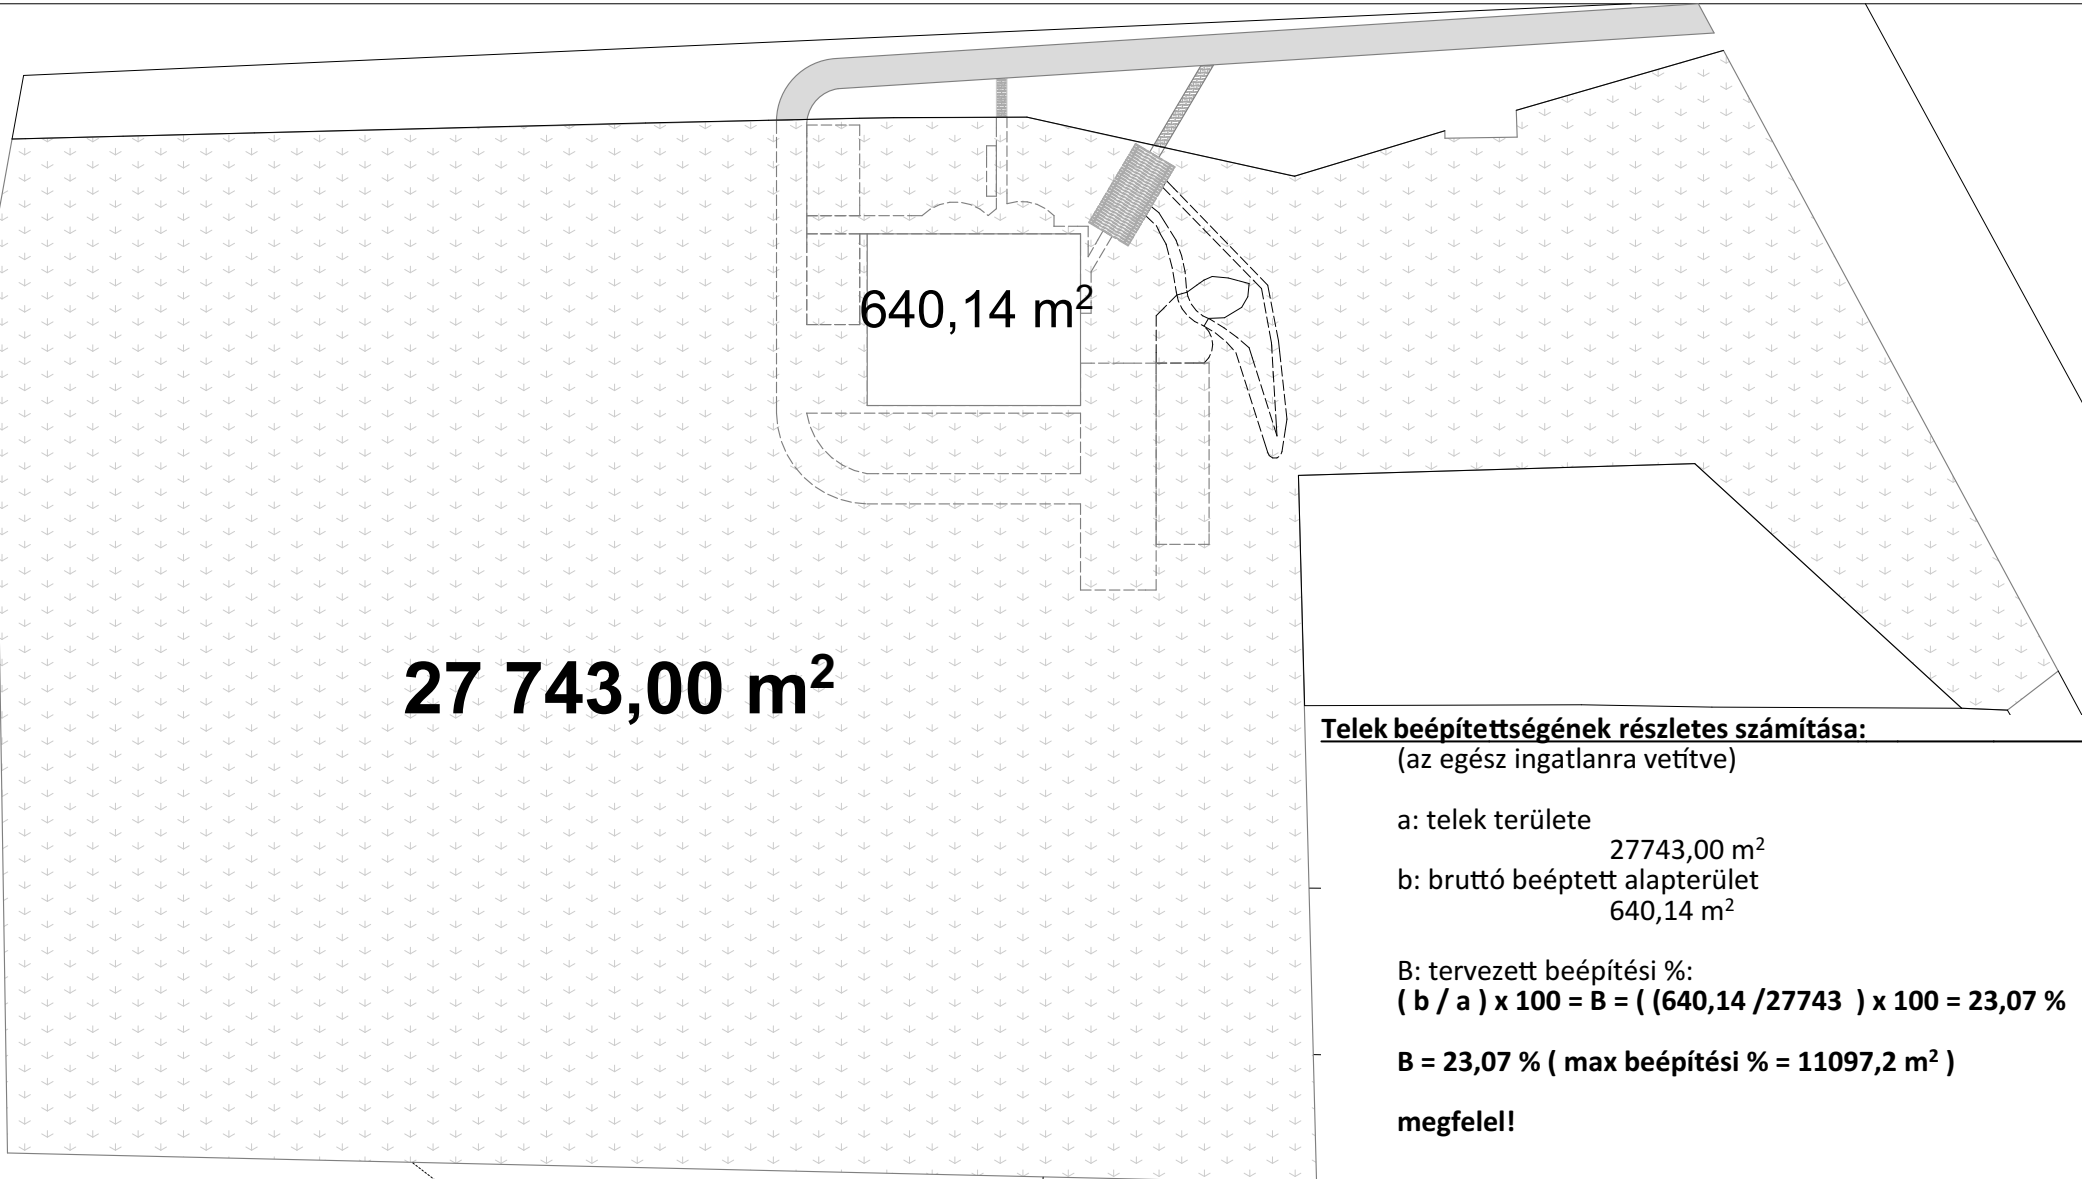 640,14 m²
27 743,00 m²
Telek beépítettségének részletes számítása:
(az egész ingatlanra vetítve)
a: telek területe
27743,00 m²
b: bruttó beéptett alapterület
640,14 m²
B: tervezett beépítési %:
( b / a ) x 100 = B = ( (640,14 /27743 ) x 100 = 23,07 %
B = 23,07 % ( max beépítési % = 11097,2 m² )
megfelel!